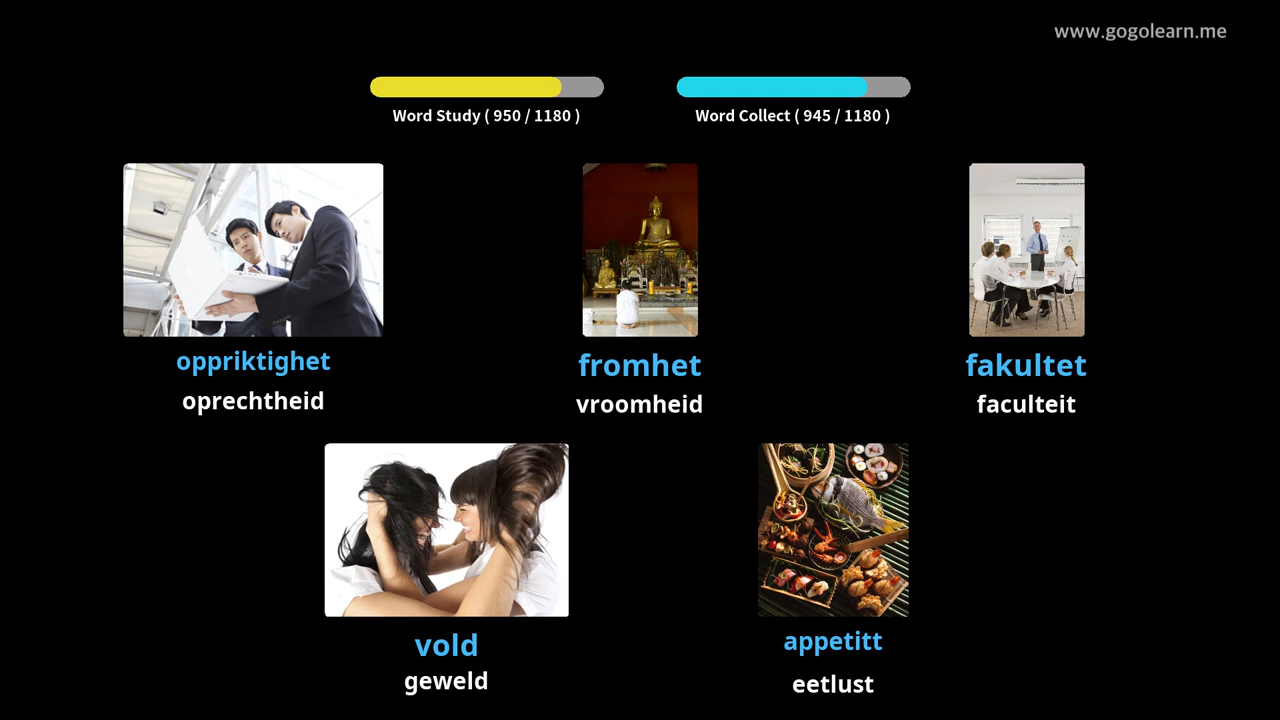 www.gogolearn.me
Word Study ( 950 / 1180 )
Word Collect ( 945 / 1180 )
oppriktighet
oprechtheid
fromhet
vroomheid
fakultet
faculteit
vold
geweld
appetitt
eetlust